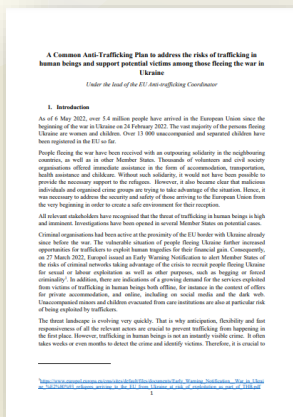 A Common Anti-Trafficking Plan to address the risks of trafficking in
human beings and support potential victims among those fleeing the war in
Ukraine
Under the lead of the EU Anti-trafficking Coordinator
1. Introduction
As of 6 May 2022, over 5.4 million people have arrived in the European Union since the
beginning of the war in Ukraine on 24 February 2022. The vast majority of the persons fleeing
Ukraine are women and children. Over 13 000 unaccompanied and separated children have
been registered in the EU so far.
People fleeing the war have been received with an outpouring solidarity in the neighbouring
countries, as well as in other Member States. Thousands of volunteers and civil society
organisations offered immediate assistance in the form of accommodation, transportation,
health assistance and childcare. Without such solidarity, it would not have been possible to
provide the necessary support to the refugees. However, it also became clear that malicious
individuals and organised crime groups are trying to take advantage of the situation. Hence, it
was necessary to address the security and safety of those arriving to the European Union from
the very beginning in order to create a safe environment for their reception.
All relevant stakeholders have recognised that the threat of trafficking in human beings is high
and imminent. Investigations have been opened in several Member States on potential cases.
Criminal organisations had been active at the proximity of the EU border with Ukraine already
since before the war. The vulnerable situation of people fleeing Ukraine further increased
opportunities for traffickers to exploit human tragedies for their financial gain. Consequently,
on 27 March 2022, Europol issued an Early Warning Notification to alert Member States of
the risks of criminal networks taking advantage of the crisis to recruit people fleeing Ukraine
for sexual or labour exploitation as well as other purposes, such as begging or forced
criminality¹. In addition, there are indications of a growing demand for the services exploited
from victims of trafficking in human beings both offline, for instance in the context of offers
for private accommodation, and online, including on social media and the dark web.
Unaccompanied minors and children evacuated from care institutions are also at particular risk
of being exploited by traffickers.
The threat landscape is evolving very quickly. That is why anticipation, flexibility and fast
responsiveness of all the relevant actors are crucial to prevent trafficking from happening in
the first place. However, trafficking in human beings is not an instantly visible crime. It often
takes weeks or even months to detect the crime and identify victims. Therefore, it is crucial to
1